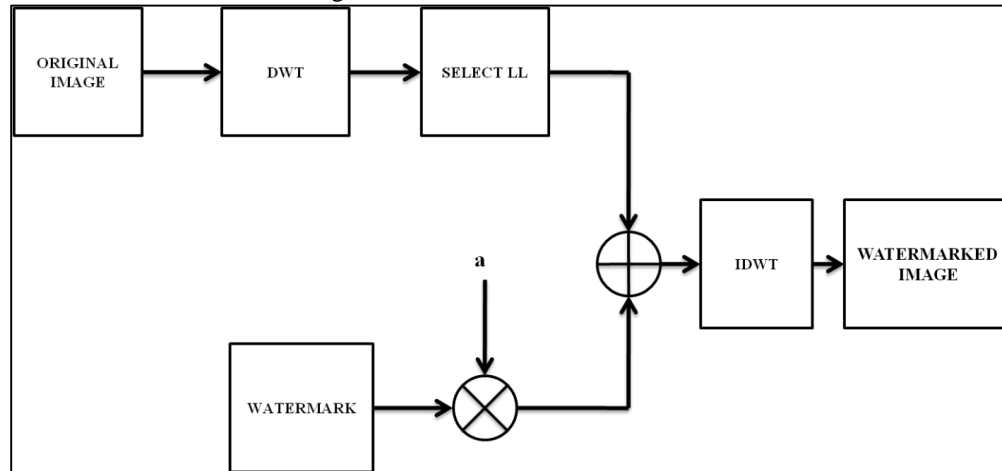 ORIGINAL
IMAGE
DWT
SELECT LL
a
IDWT
WATERMARKED
IMAGE
WATERMARK